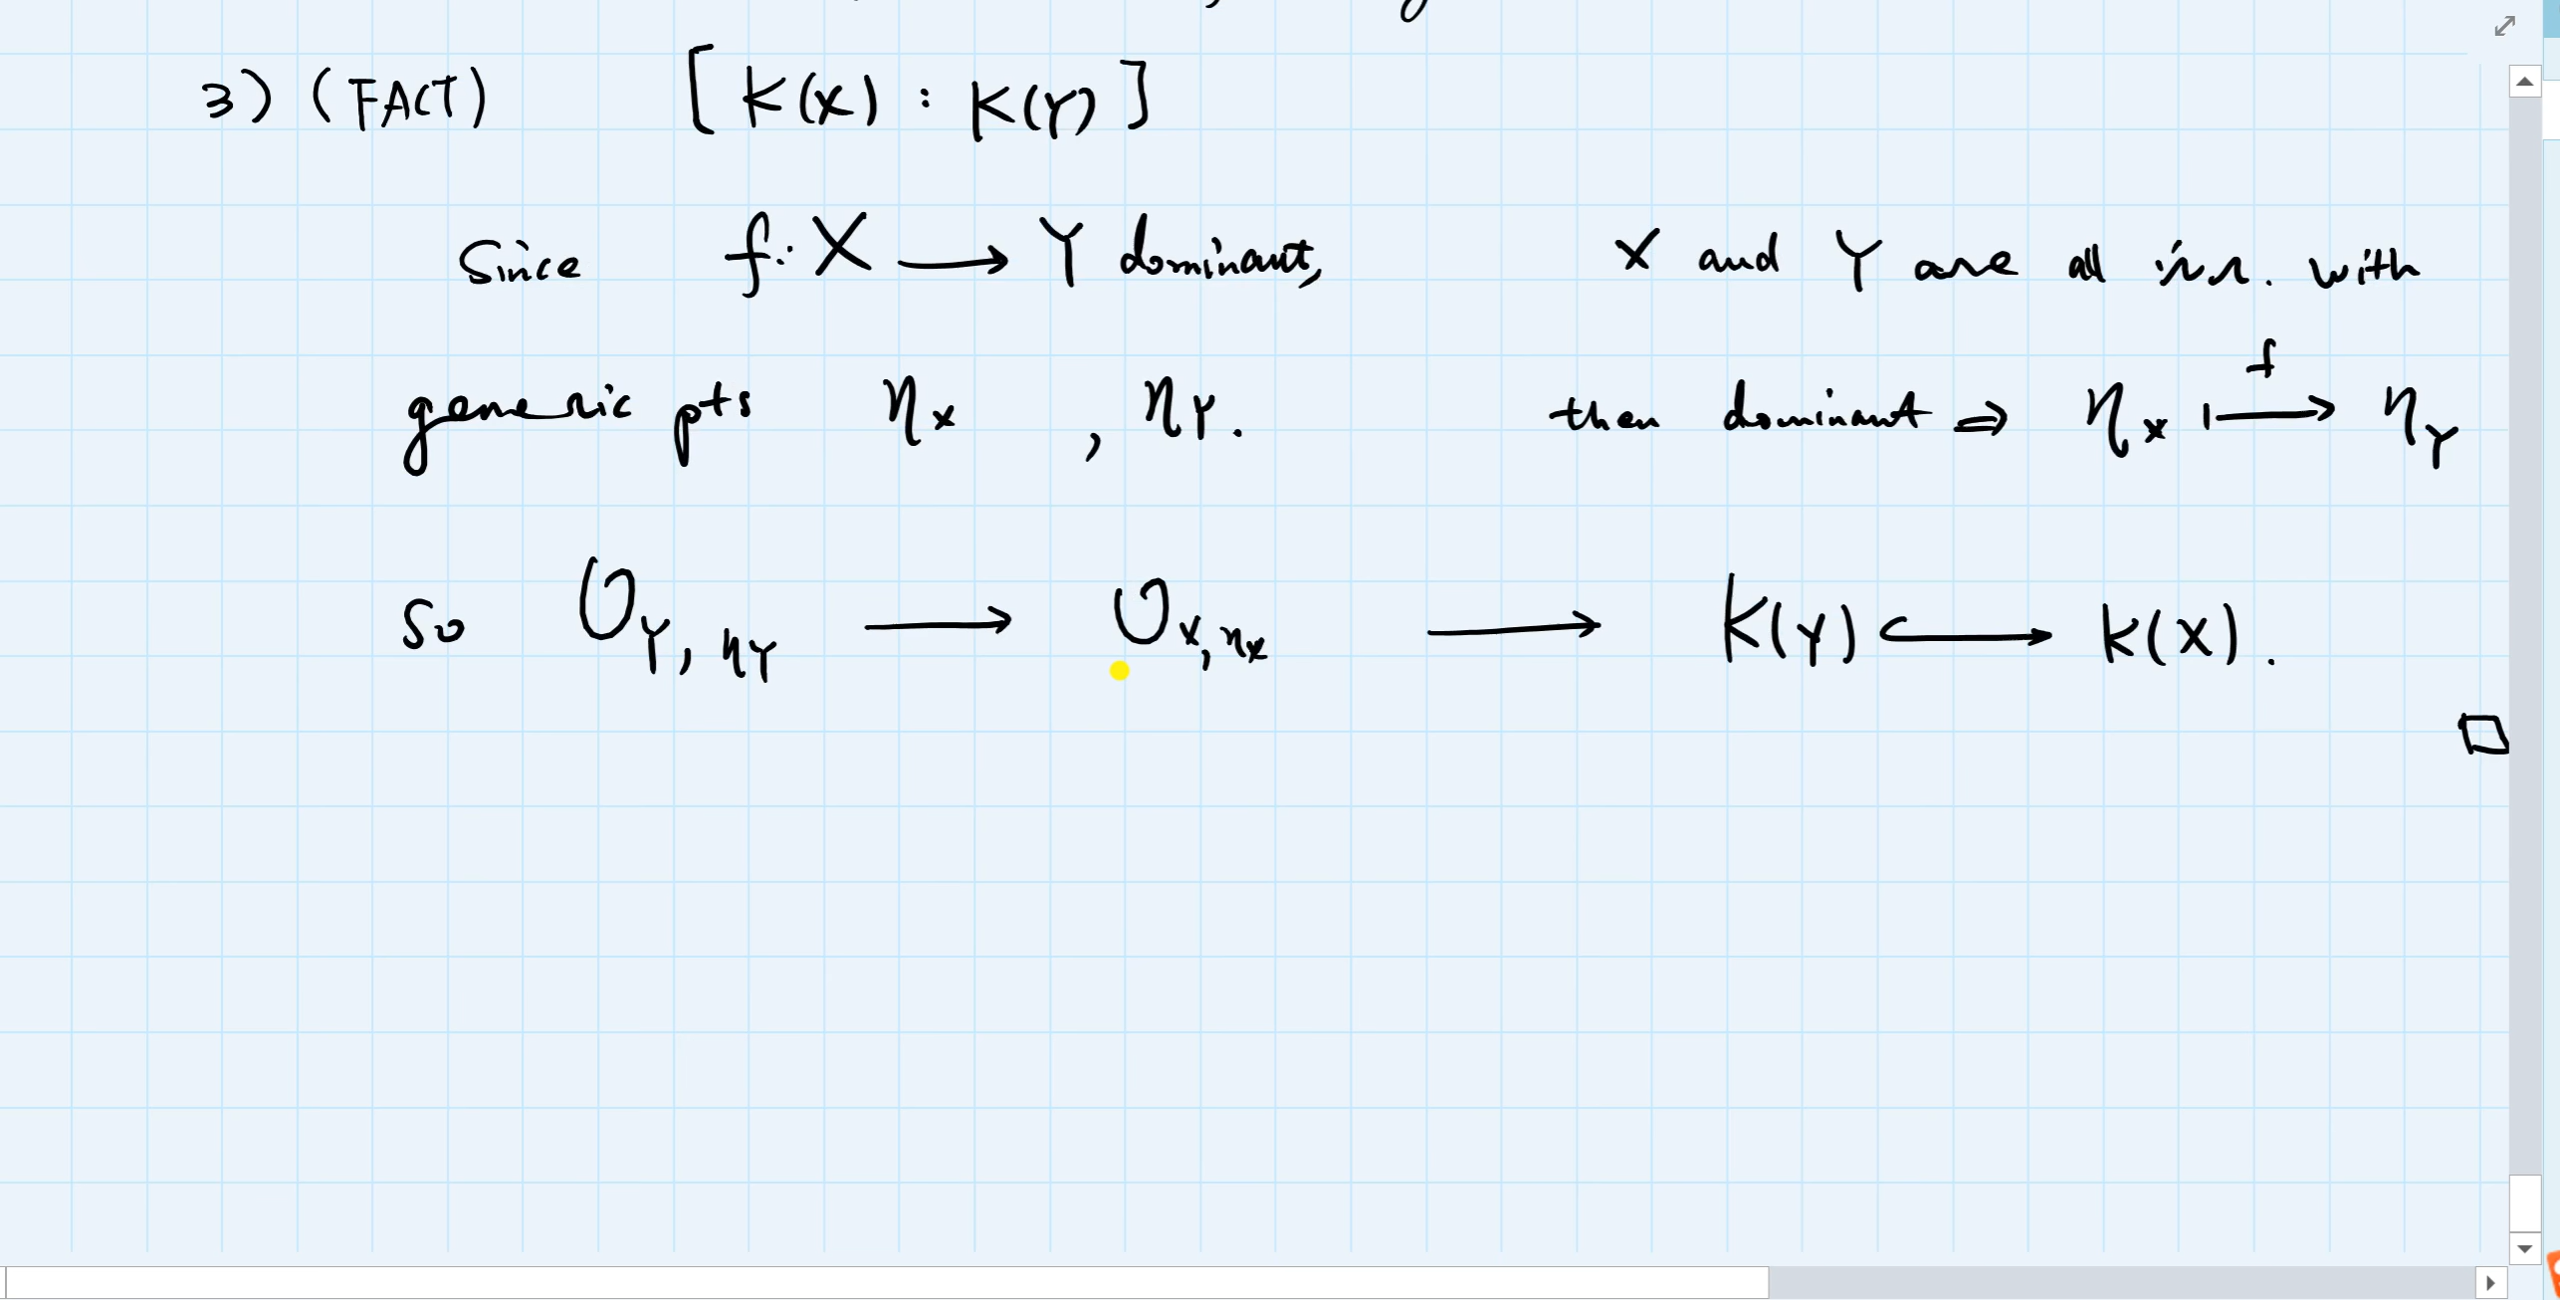 3) (FACT) [K(X) : K(Y)]
Since f: X ⟶ Y dominant, X and Y are all irr. with
generic pts η_X , η_Y. then dominant ⇒ η_X ⟼^f η_Y
So O_{Y, η_Y} ⟶ O_{X, η_X} ⟶ K(Y) ↪ K(X).
□